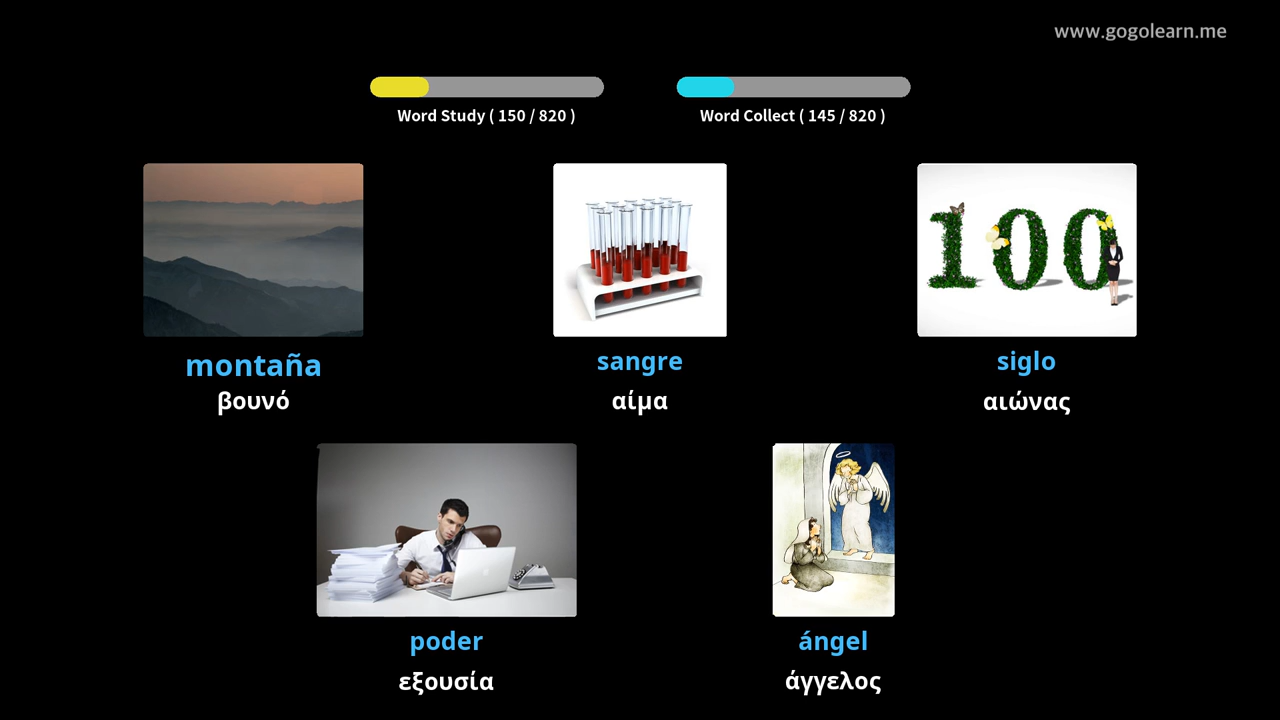 www.gogolearn.me
Word Study ( 150 / 820 )
Word Collect ( 145 / 820 )
montaña
βουνό
sangre
αίμα
siglo
αιώνας
poder
εξουσία
ángel
άγγελος